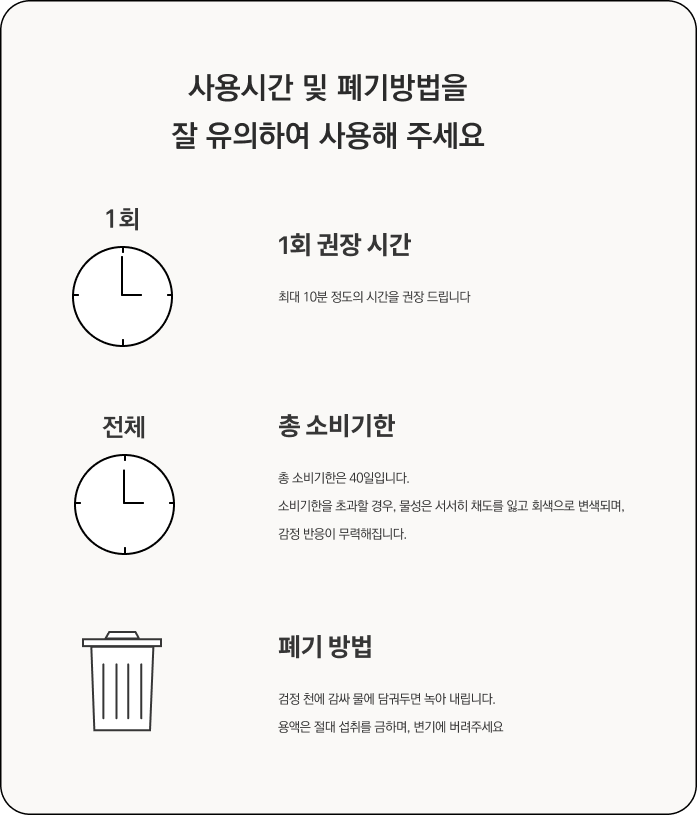 사용시간 및 폐기방법을
잘 유의하여 사용해 주세요
1회
1회 권장 시간
최대 10분 정도의 시간을 권장 드립니다
전체
총 소비기한
총 소비기한은 40일입니다.
소비기한을 초과할 경우, 물성은 서서히 채도를 잃고 회색으로 변색되며,
감정 반응이 무력해집니다.
폐기 방법
검정 천에 감싸 물에 담궈두면 녹아 내립니다.
용액은 절대 섭취를 금하며, 변기에 버려주세요